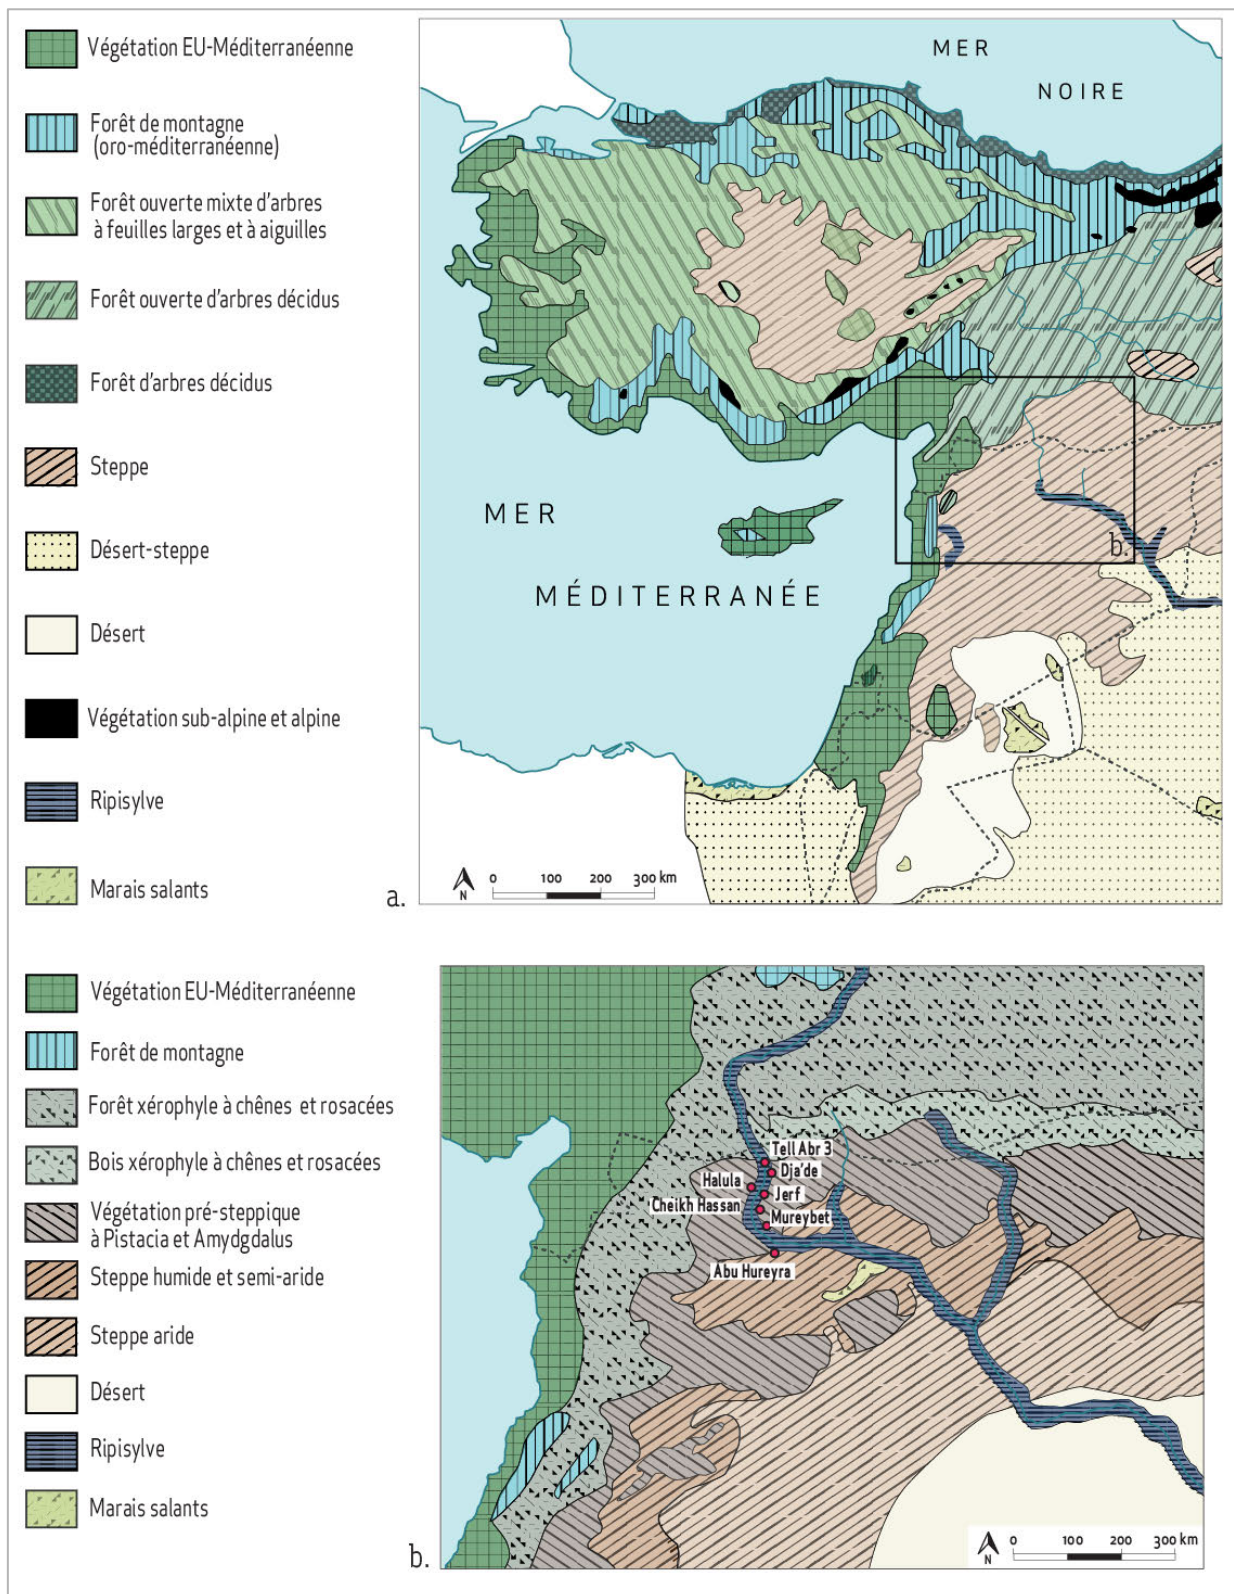 Végétation EU-Méditerranéenne
Forêt de montagne
(oro-méditerranéenne)
Forêt ouverte mixte d'arbres
à feuilles larges et à aiguilles
Forêt ouverte d'arbres décidus
Forêt d'arbres décidus
Steppe
Désert-steppe
Désert
Végétation sub-alpine et alpine
Ripisylve
Marais salants
MER
NOIRE
MER
MÉDITERRANÉE
b.
N
0 100 200 300 km
a.
Végétation EU-Méditerranéenne
Forêt de montagne
Forêt xérophyle à chênes et rosacées
Bois xérophyle à chênes et rosacées
Végétation pré-steppique
à Pistacia et Amydgdalus
Steppe humide et semi-aride
Steppe aride
Désert
Ripisylve
Marais salants
Tell Abr 3
Dja'de
Halula
Jerf
Cheikh Hassan
Mureybet
Abu Hureyra
N
0 100 200 300 km
b.